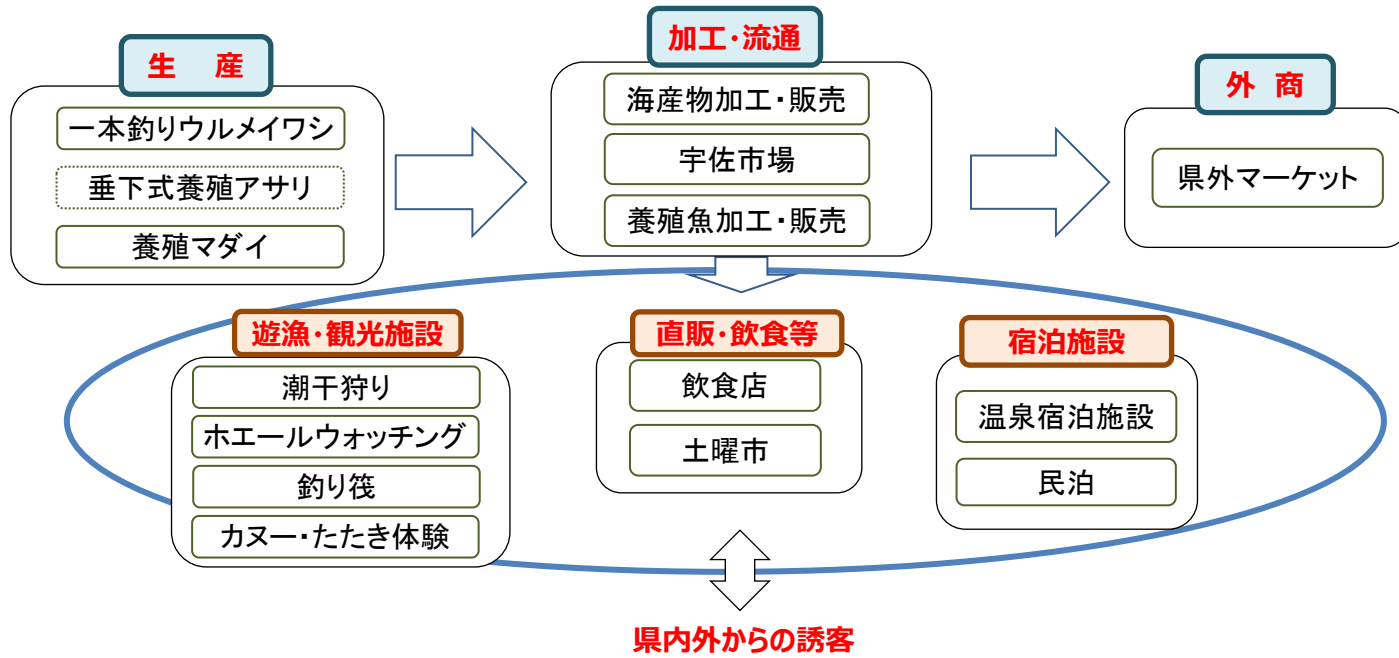 生　産
一本釣りウルメイワシ
垂下式養殖アサリ
養殖マダイ
加工・流通
海産物加工・販売
宇佐市場
養殖魚加工・販売
外　商
県外マーケット
遊漁・観光施設
潮干狩り
ホエールウォッチング
釣り筏
カヌー・たたき体験
直販・飲食等
飲食店
土曜市
宿泊施設
温泉宿泊施設
民泊
県内外からの誘客